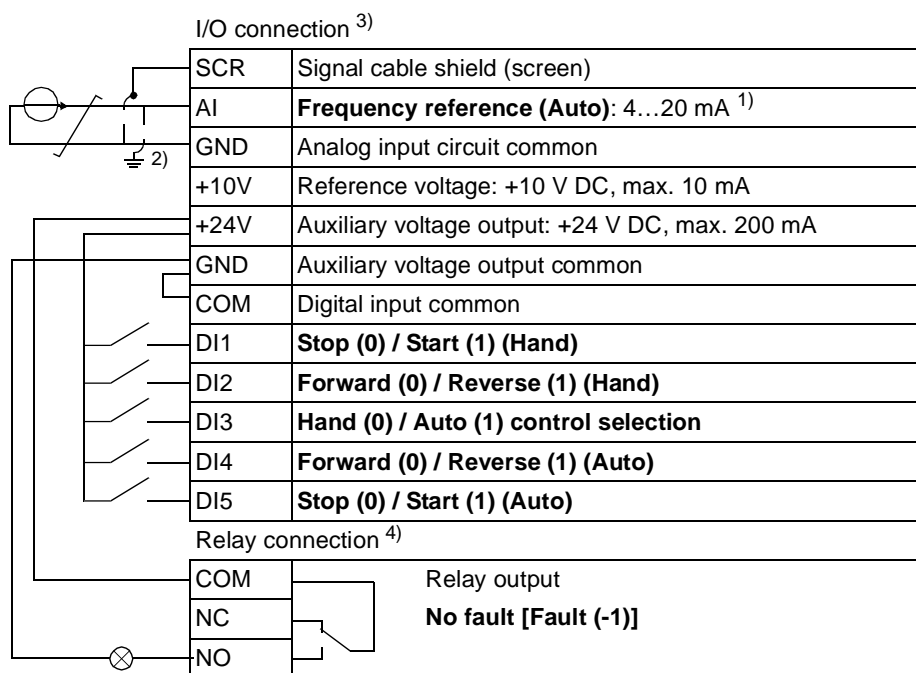 I/O connection 3)
SCR Signal cable shield (screen)
AI Frequency reference (Auto): 4…20 mA 1)
GND Analog input circuit common
2)
+10V Reference voltage: +10 V DC, max. 10 mA
+24V Auxiliary voltage output: +24 V DC, max. 200 mA
GND Auxiliary voltage output common
COM Digital input common
DI1 Stop (0) / Start (1) (Hand)
DI2 Forward (0) / Reverse (1) (Hand)
DI3 Hand (0) / Auto (1) control selection
DI4 Forward (0) / Reverse (1) (Auto)
DI5 Stop (0) / Start (1) (Auto)
Relay connection 4)
COM Relay output
NC No fault [Fault (-1)]
NO